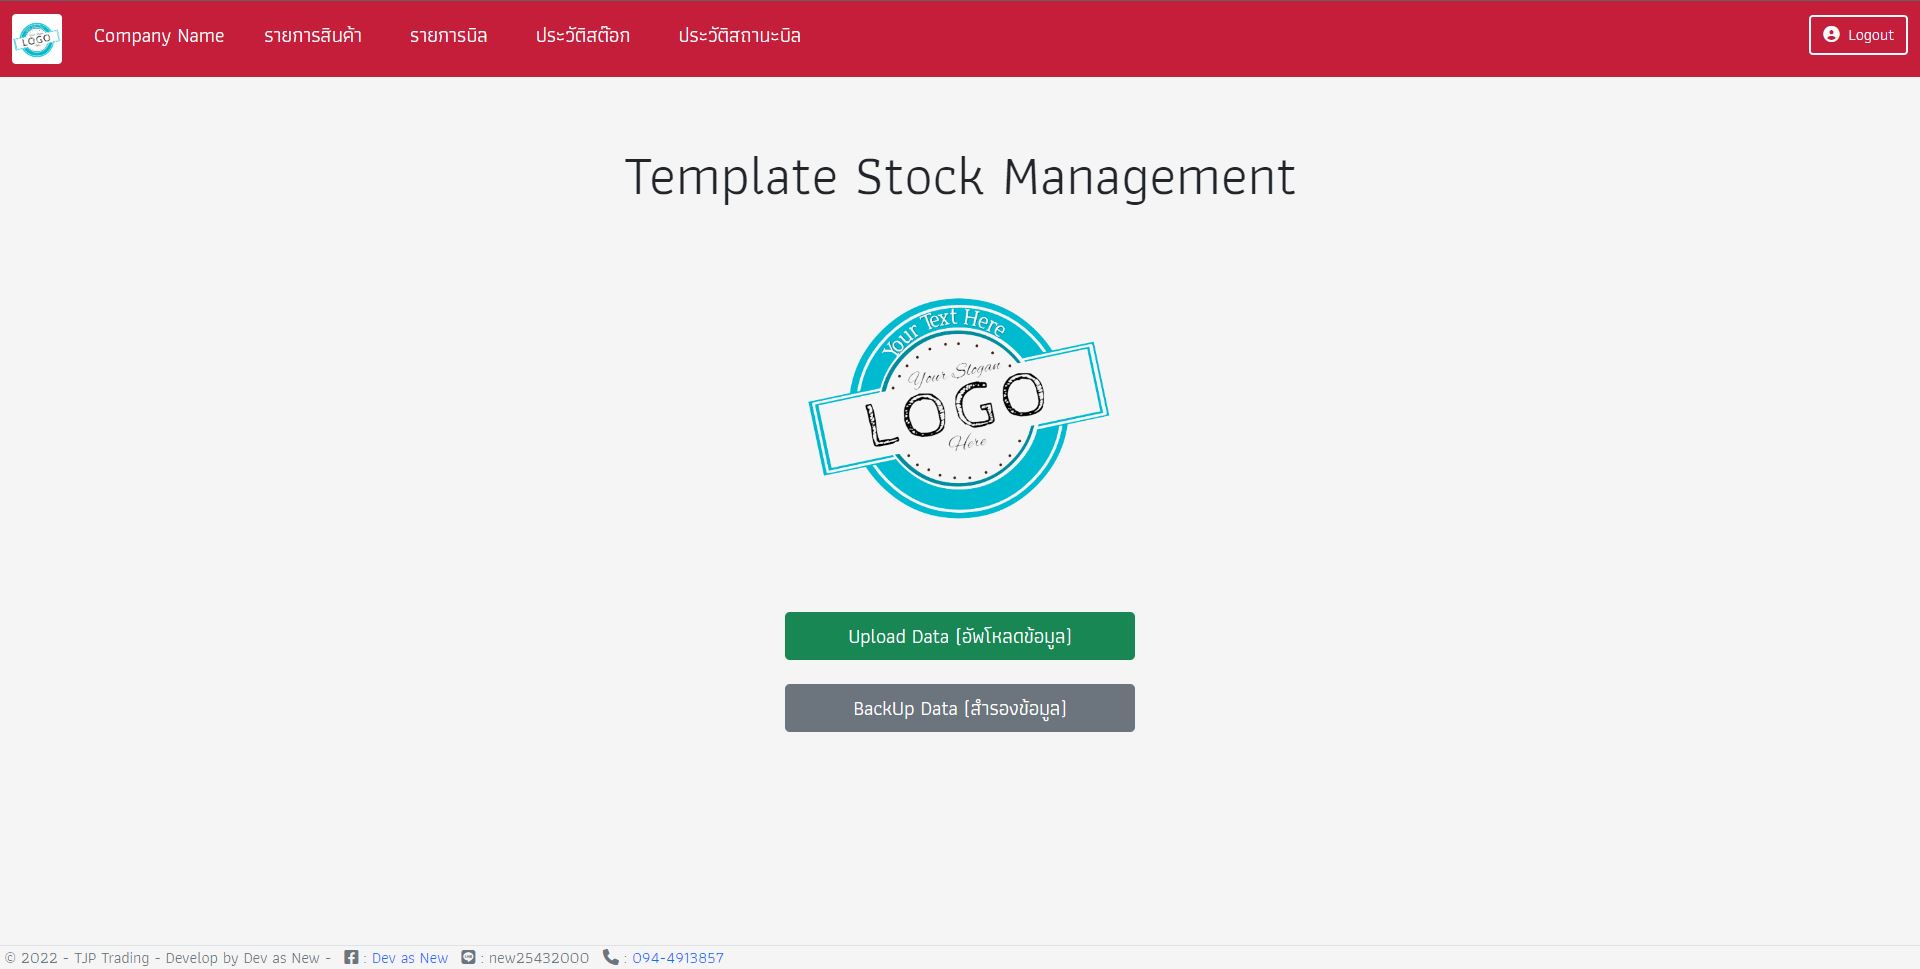 LOGO
Company Name รายการสินค้า รายการบิล ประวัติสต๊อก ประวัติสถานะบิล Logout
Template Stock Management
Your Text Here
Your Slogan
LOGO
Here
Upload Data (อัพโหลดข้อมูล)
BackUp Data (สำรองข้อมูล)
© 2022 - TJP Trading - Develop by Dev as New - : Dev as New : new25432000 : 094-4913857